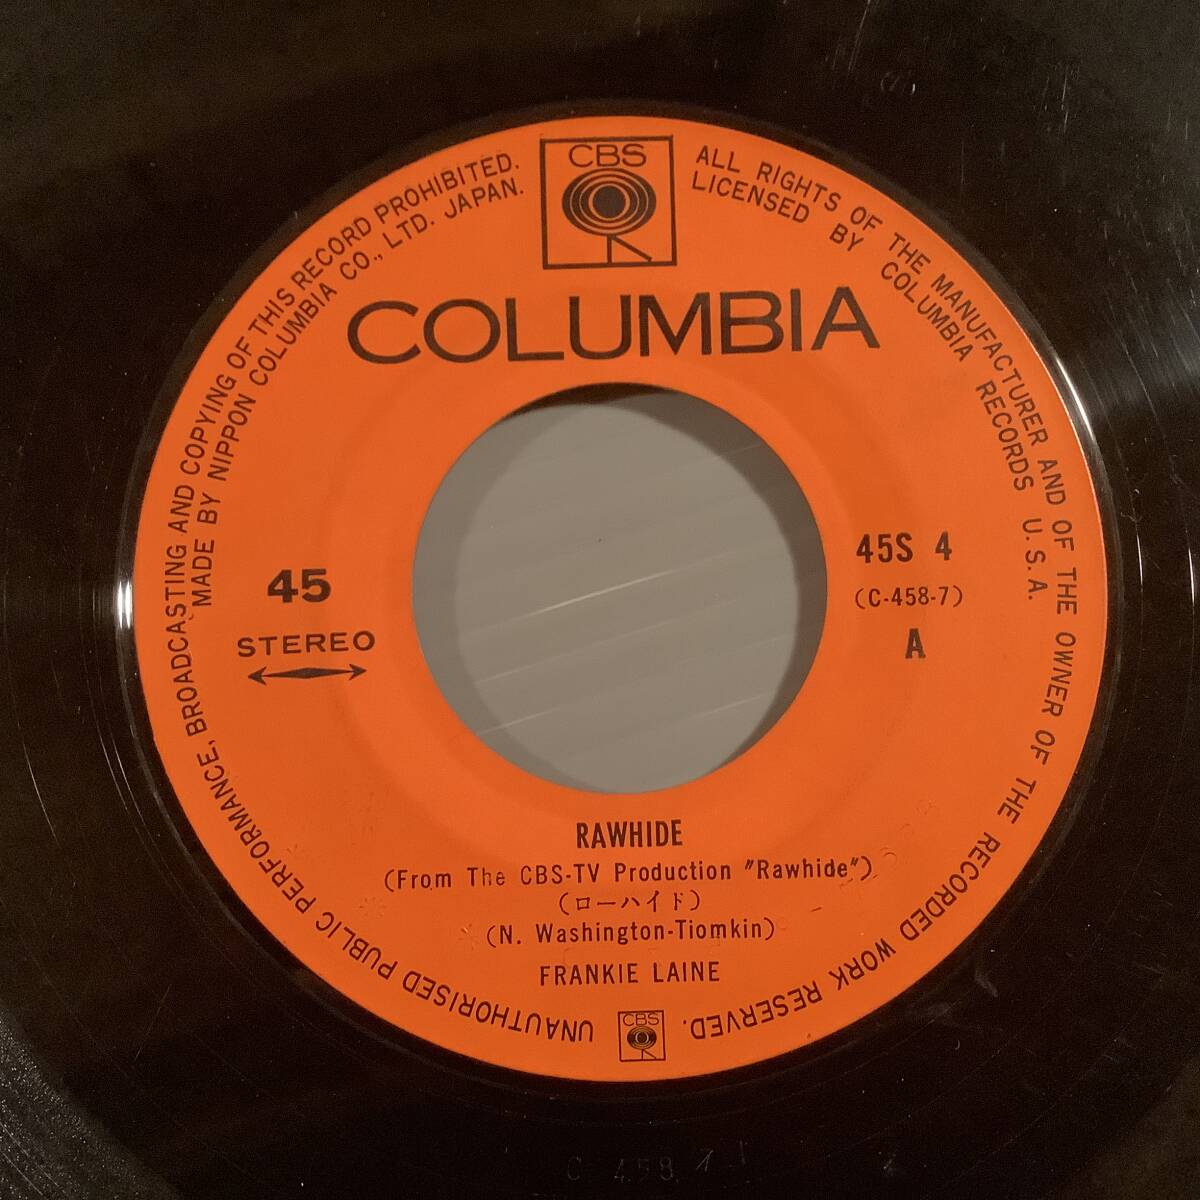 CBS
COLUMBIA
ALL RIGHTS OF THE MANUFACTURER AND OF THE OWNER OF THE RECORDED WORK RESERVED.
LICENSED BY COLUMBIA RECORDS U.S.A.
UNAUTHORISED PUBLIC PERFORMANCE, BROADCASTING AND COPYING OF THIS RECORD PROHIBITED.
MADE BY NIPPON COLUMBIA CO., LTD. JAPAN.
45
STEREO
45S 4
(C-458-7)
A
RAWHIDE
(From The CBS-TV Production "Rawhide")
(ローハイド)
(N. Washington-Tiomkin)
FRANKIE LAINE
CBS